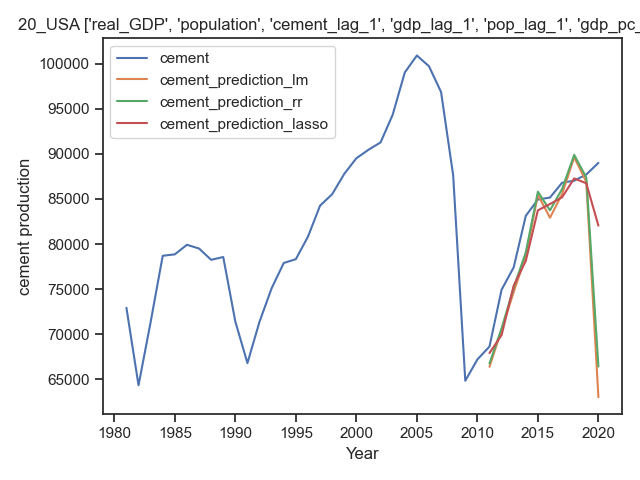 20_USA ['real_GDP', 'population', 'cement_lag_1', 'gdp_lag_1', 'pop_lag_1', 'gdp_pc_
cement
cement_prediction_lm
cement_prediction_rr
cement_prediction_lasso
100000
95000
90000
85000
80000
75000
70000
65000
cement production
1980 1985 1990 1995 2000 2005 2010 2015 2020
Year